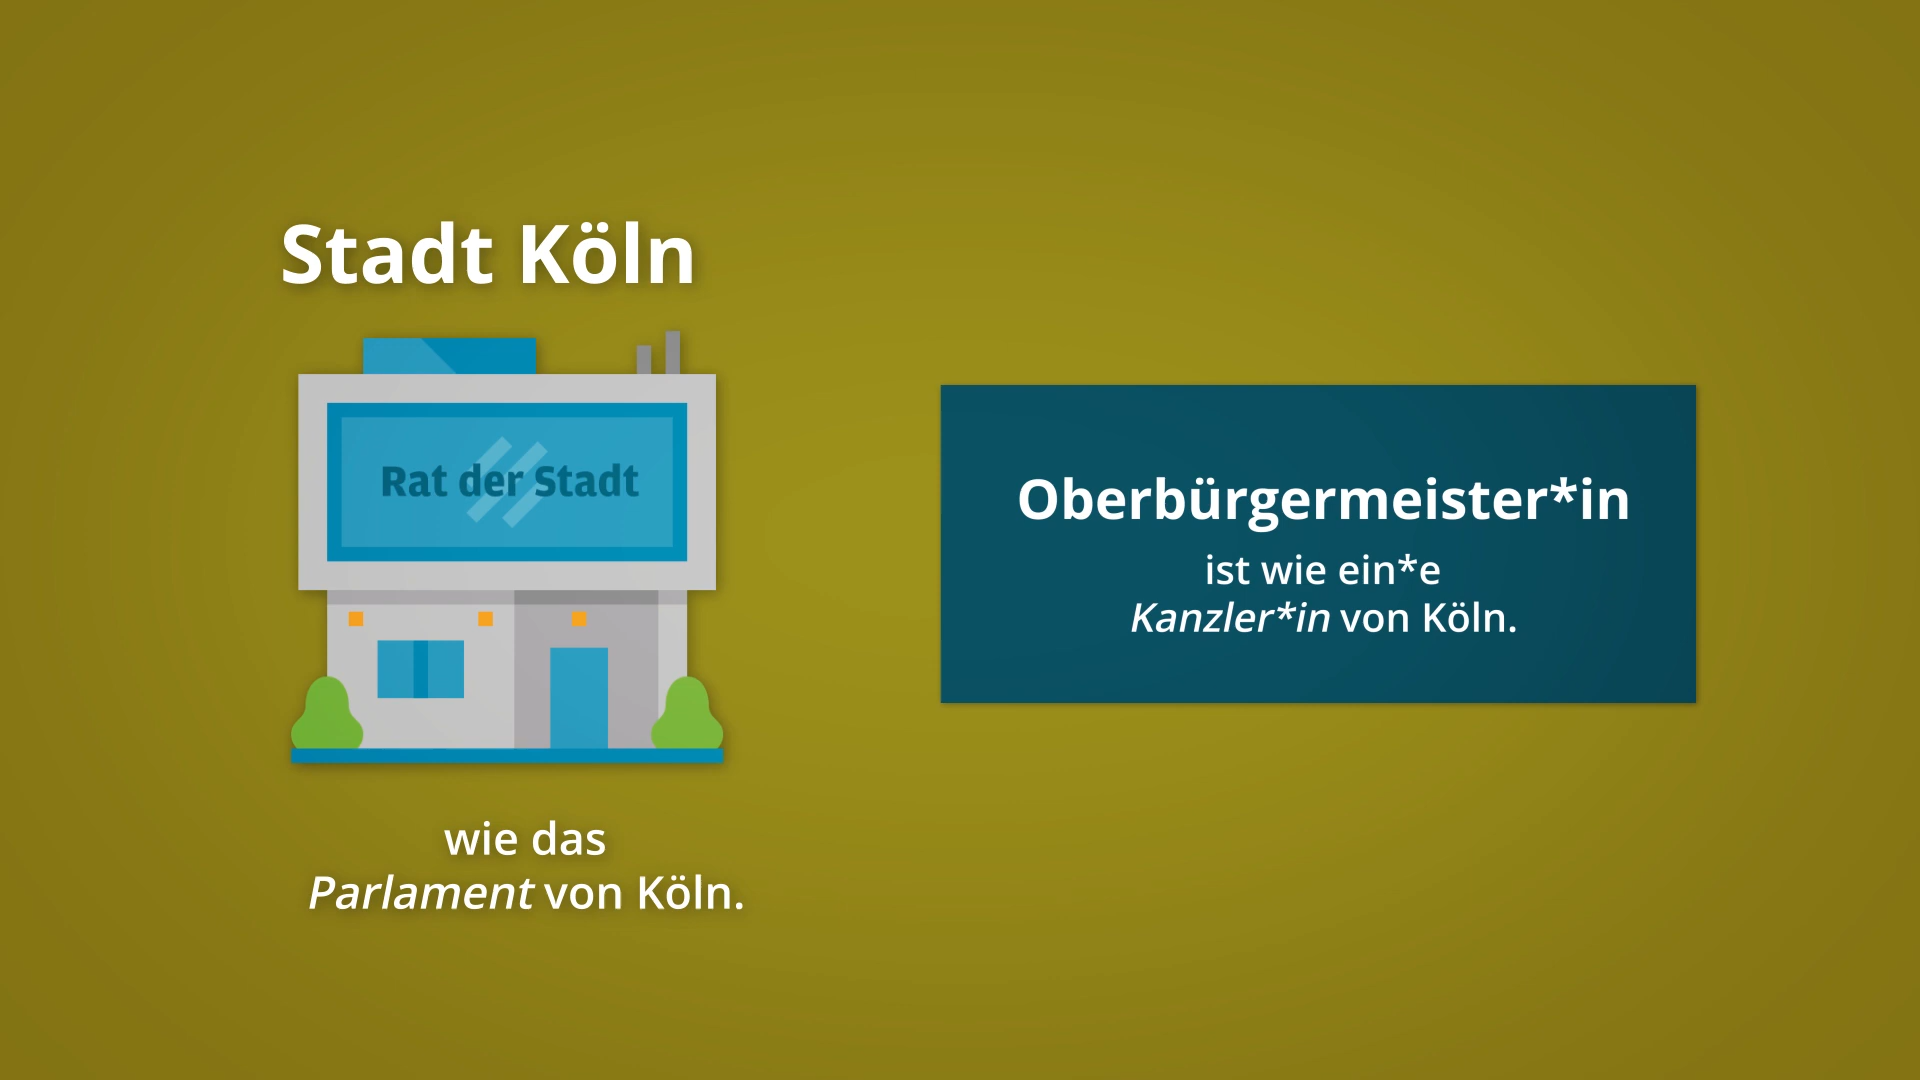 Stadt Köln
Rat der Stadt
wie das
Parlament von Köln.
Oberbürgermeister*in
ist wie ein*e
Kanzler*in von Köln.